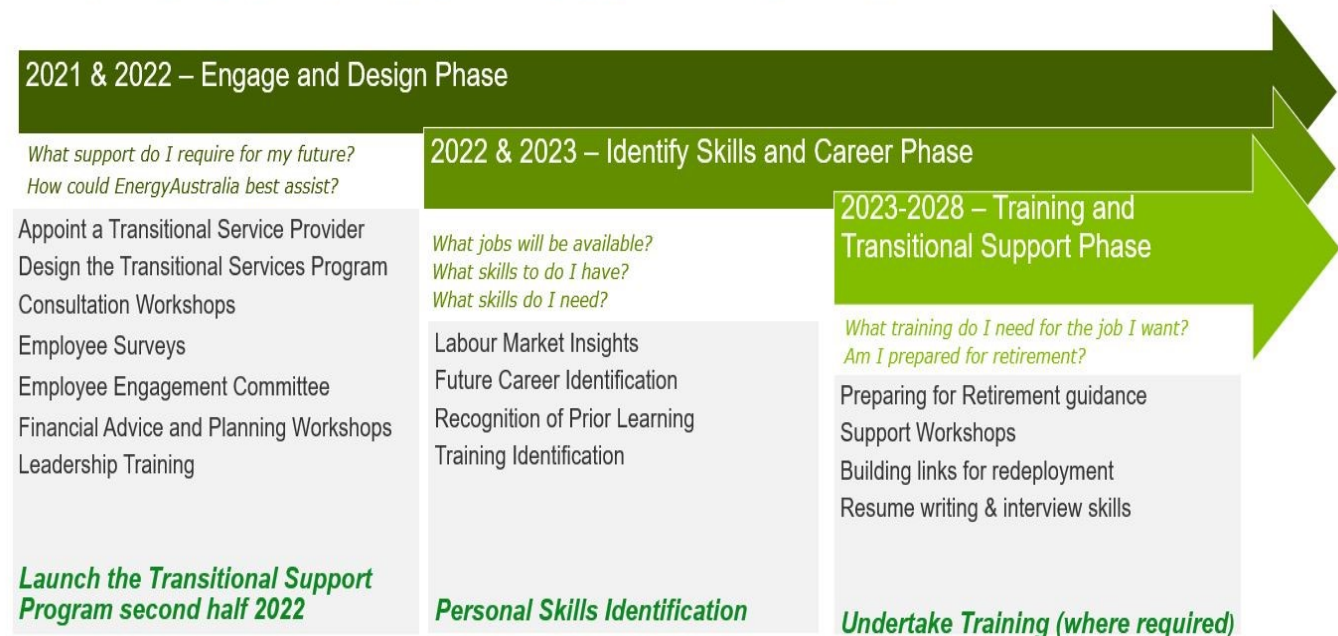 2021 & 2022 – Engage and Design Phase
What support do I require for my future?
How could EnergyAustralia best assist?
Appoint a Transitional Service Provider
Design the Transitional Services Program
Consultation Workshops
Employee Surveys
Employee Engagement Committee
Financial Advice and Planning Workshops
Leadership Training
Launch the Transitional Support
Program second half 2022
2022 & 2023 – Identify Skills and Career Phase
What jobs will be available?
What skills to do I have?
What skills do I need?
Labour Market Insights
Future Career Identification
Recognition of Prior Learning
Training Identification
Personal Skills Identification
2023-2028 – Training and
Transitional Support Phase
What training do I need for the job I want?
Am I prepared for retirement?
Preparing for Retirement guidance
Support Workshops
Building links for redeployment
Resume writing & interview skills
Undertake Training (where required)